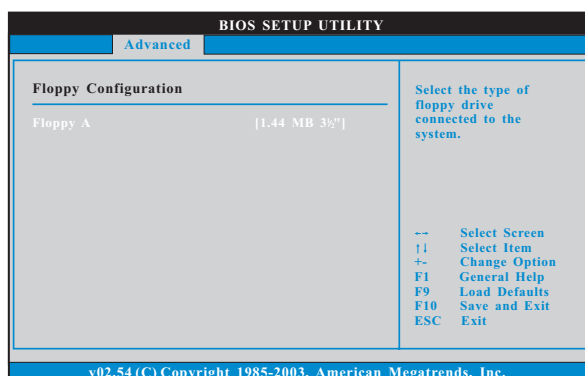 BIOS SETUP UTILITY
Advanced
Floppy Configuration
Floppy A [1.44 MB 3½"]
Select the type of
floppy drive
connected to the
system.
←→ Select Screen
↑↓ Select Item
+- Change Option
F1 General Help
F9 Load Defaults
F10 Save and Exit
ESC Exit
v02.54 (C) Copyright 1985-2003, American Megatrends, Inc.